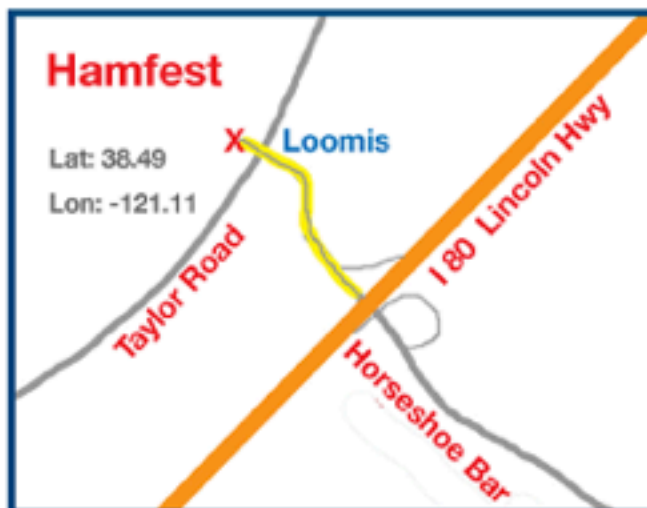 Hamfest
Lat: 38.49
Lon: -121.11
X
Loomis
Taylor Road
I 80 Lincoln Hwy
Horseshoe Bar